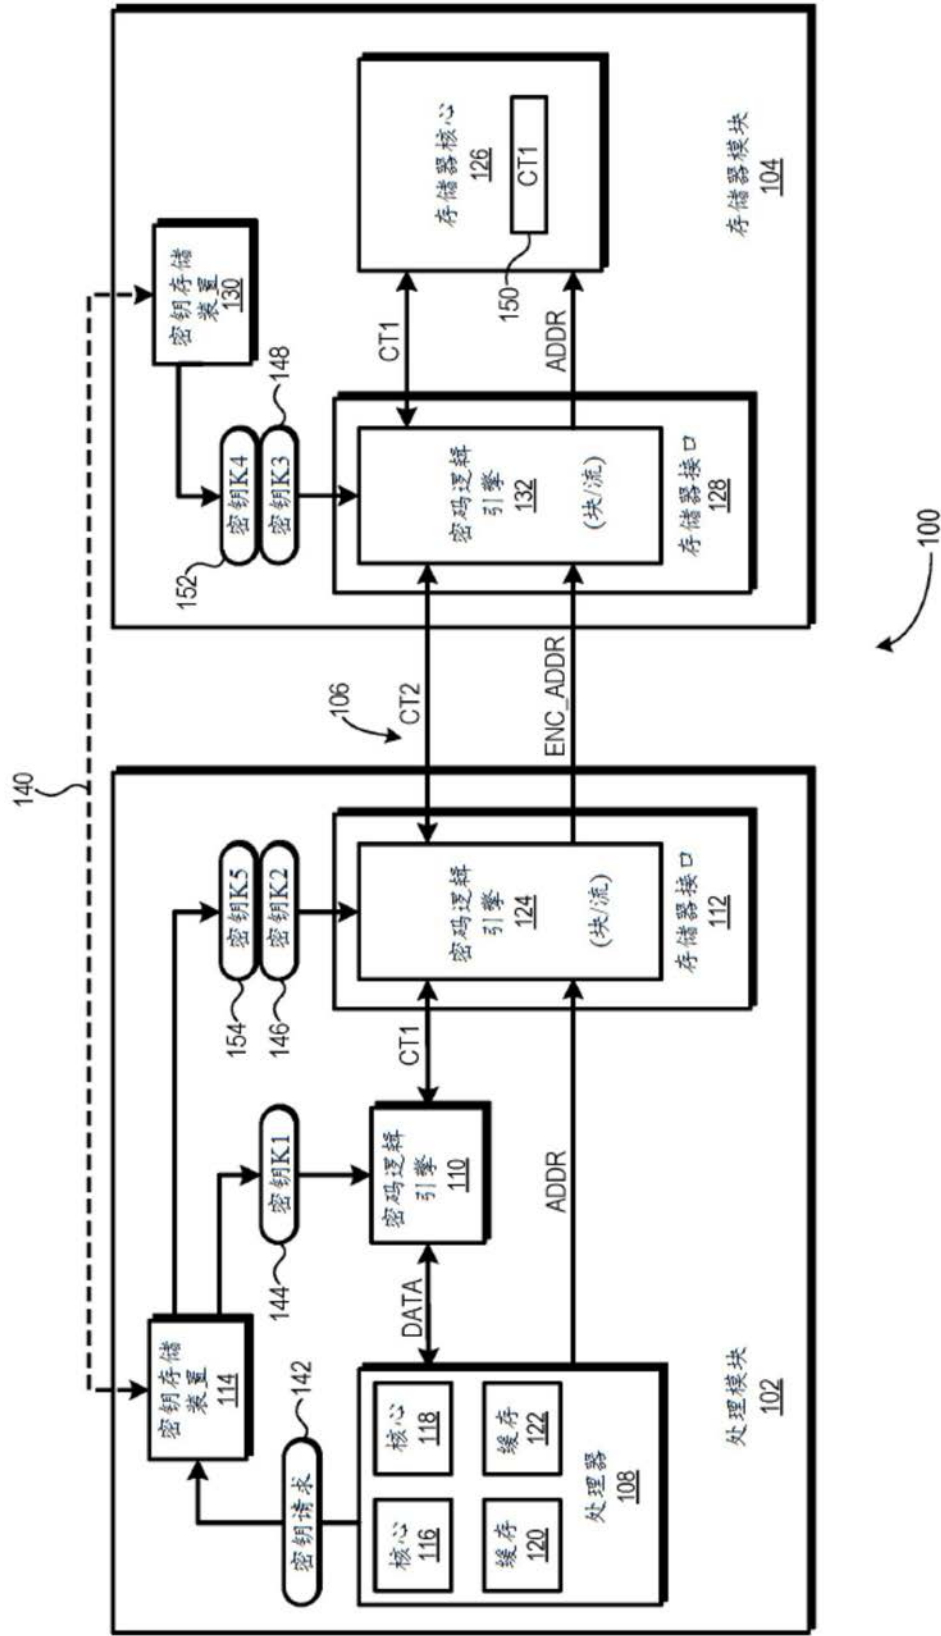 140
密钥存储
装置
114
密钥请求
142
密钥K1
144
密钥K5
154
密钥K2
146
核心
116
核心
118
缓存
120
缓存
122
处理器
108
DATA
密码逻辑
引擎
110
CT1
ADDR
密码逻辑
引擎
124
(块/流)
存储器接口
112
处理模块
102
106
CT2
ENC_ADDR
密钥存储
装置
130
密钥K4
152
密钥K3
148
密码逻辑
引擎
132
(块/流)
存储器接口
128
CT1
ADDR
存储器核心
126
CT1
150
存储器模块
104
100